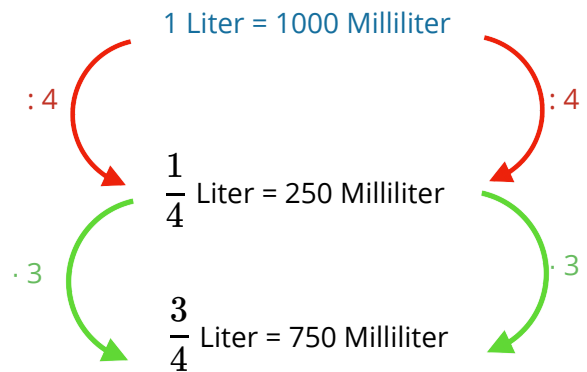 1 Liter = 1000 Milliliter
: 4 : 4
1/4 Liter = 250 Milliliter
· 3 · 3
3/4 Liter = 750 Milliliter